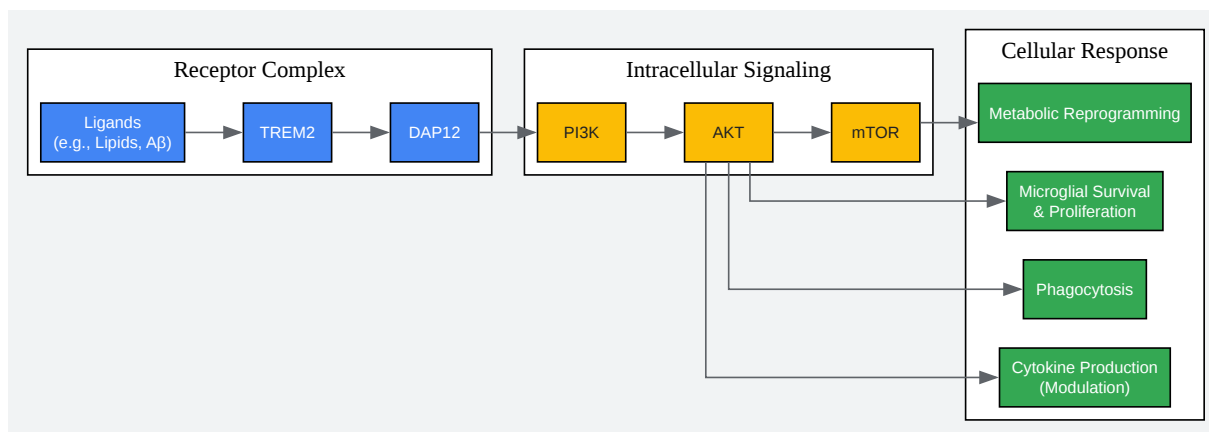 Receptor Complex
Ligands
(e.g., Lipids, Aβ)
TREM2
DAP12
Intracellular Signaling
PI3K
AKT
mTOR
Cellular Response
Metabolic Reprogramming
Microglial Survival
& Proliferation
Phagocytosis
Cytokine Production
(Modulation)